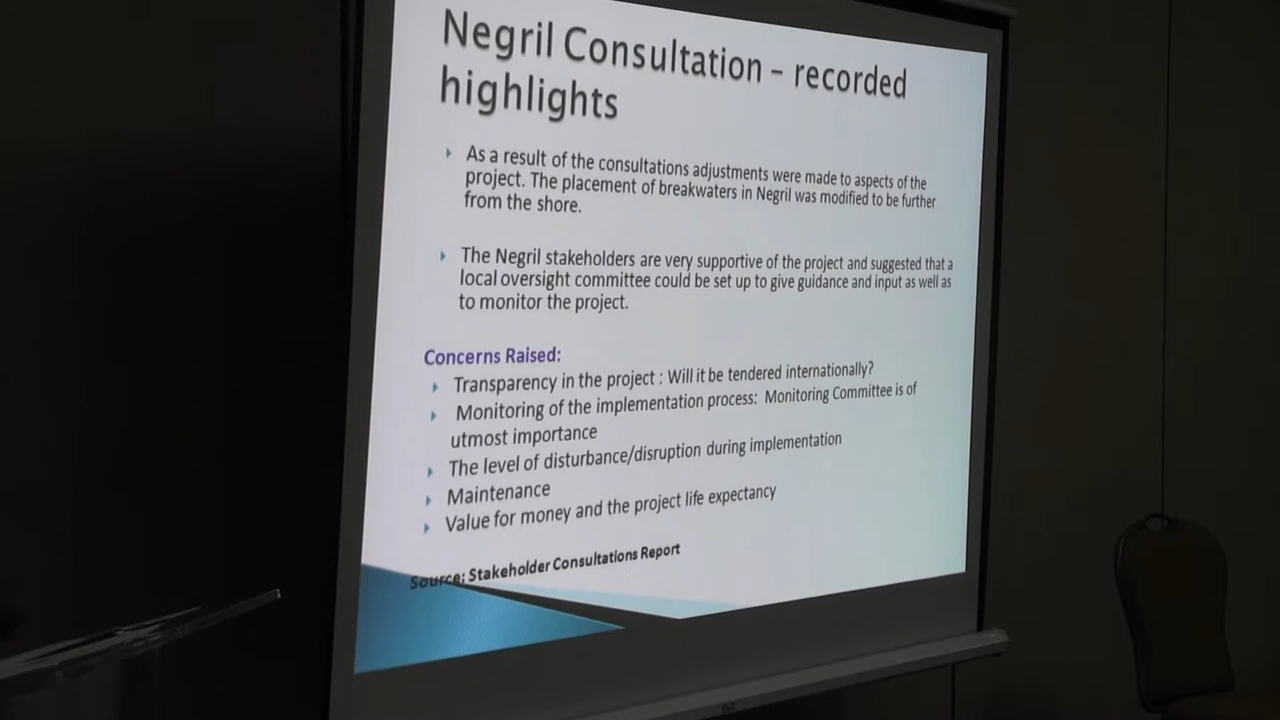 Negril Consultation – recorded
highlights
As a result of the consultations adjustments were made to aspects of the
project. The placement of breakwaters in Negril was modified to be further
from the shore.
The Negril stakeholders are very supportive of the project and suggested that a
local oversight committee could be set up to give guidance and input as well as
to monitor the project.
Concerns Raised:
Transparency in the project : Will it be tendered internationally?
Monitoring of the implementation process: Monitoring Committee is of
utmost importance
The level of disturbance/disruption during implementation
Maintenance
Value for money and the project life expectancy
Source: Stakeholder Consultations Report